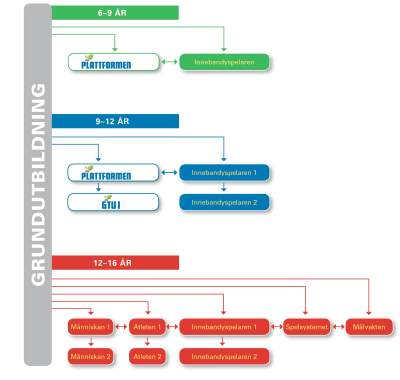 GRUNDUTBILDNING
6–9 ÅR
PLATTFORMEN
Innebandyspelaren
9–12 ÅR
PLATTFORMEN
Innebandyspelaren 1
GTU I
Innebandyspelaren 2
12–16 ÅR
Människan 1
Atleten 1
Innebandyspelaren 1
Spelsystemet
Målvakten
Människan 2
Atleten 2
Innebandyspelaren 2